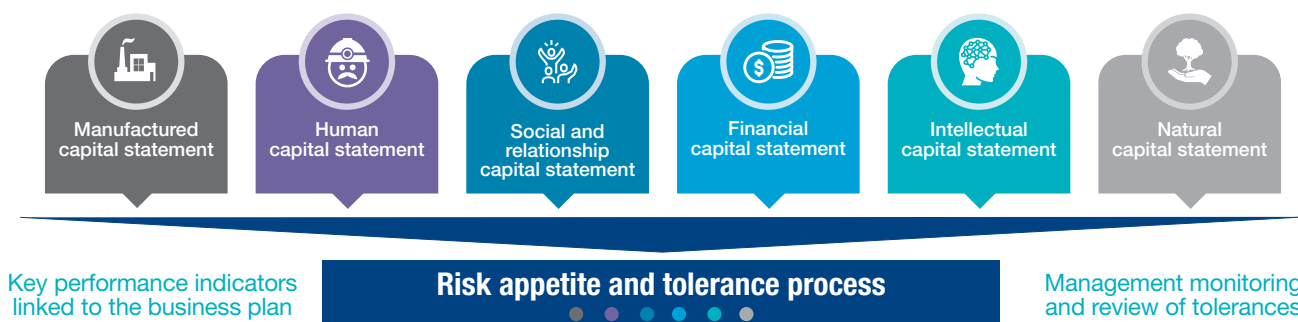 Manufactured
capital statement
Human
capital statement
Social and
relationship
capital statement
Financial
capital statement
Intellectual
capital statement
Natural
capital statement
Key performance indicators
linked to the business plan
Risk appetite and tolerance process
Management monitoring
and review of tolerances
$